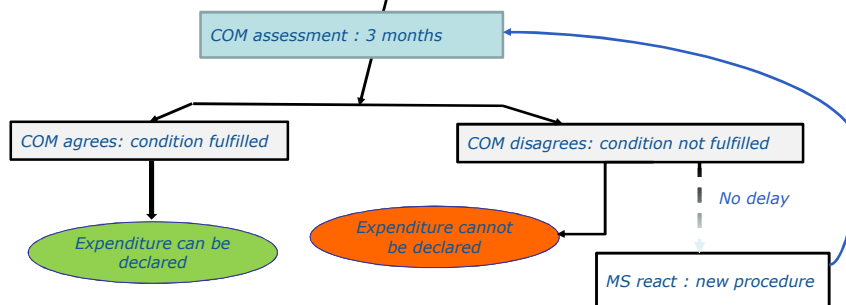 COM assessment : 3 months
COM agrees: condition fulfilled
COM disagrees: condition not fulfilled
No delay
Expenditure can be
declared
Expenditure cannot
be declared
MS react : new procedure